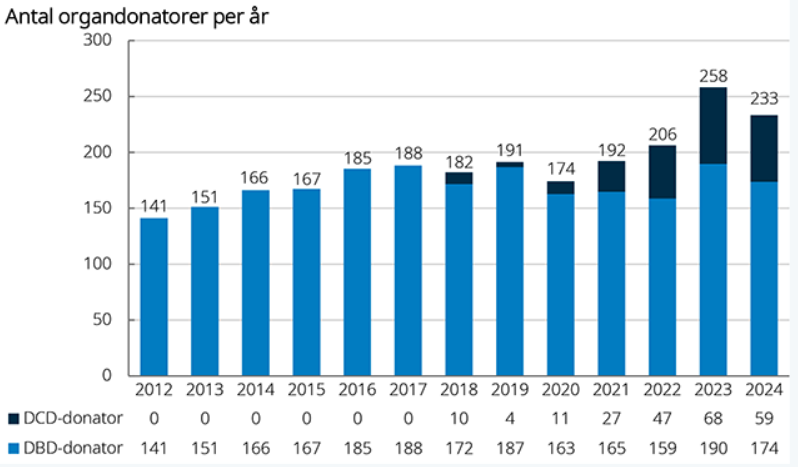 Antal organdonatorer per år
300
250
200
150
100
50
0
141 151 166 167 185 188 182 191 174 192 206 258 233
2012 2013 2014 2015 2016 2017 2018 2019 2020 2021 2022 2023 2024
DCD-donator 0 0 0 0 0 0 10 4 11 27 47 68 59
DBD-donator 141 151 166 167 185 188 172 187 163 165 159 190 174